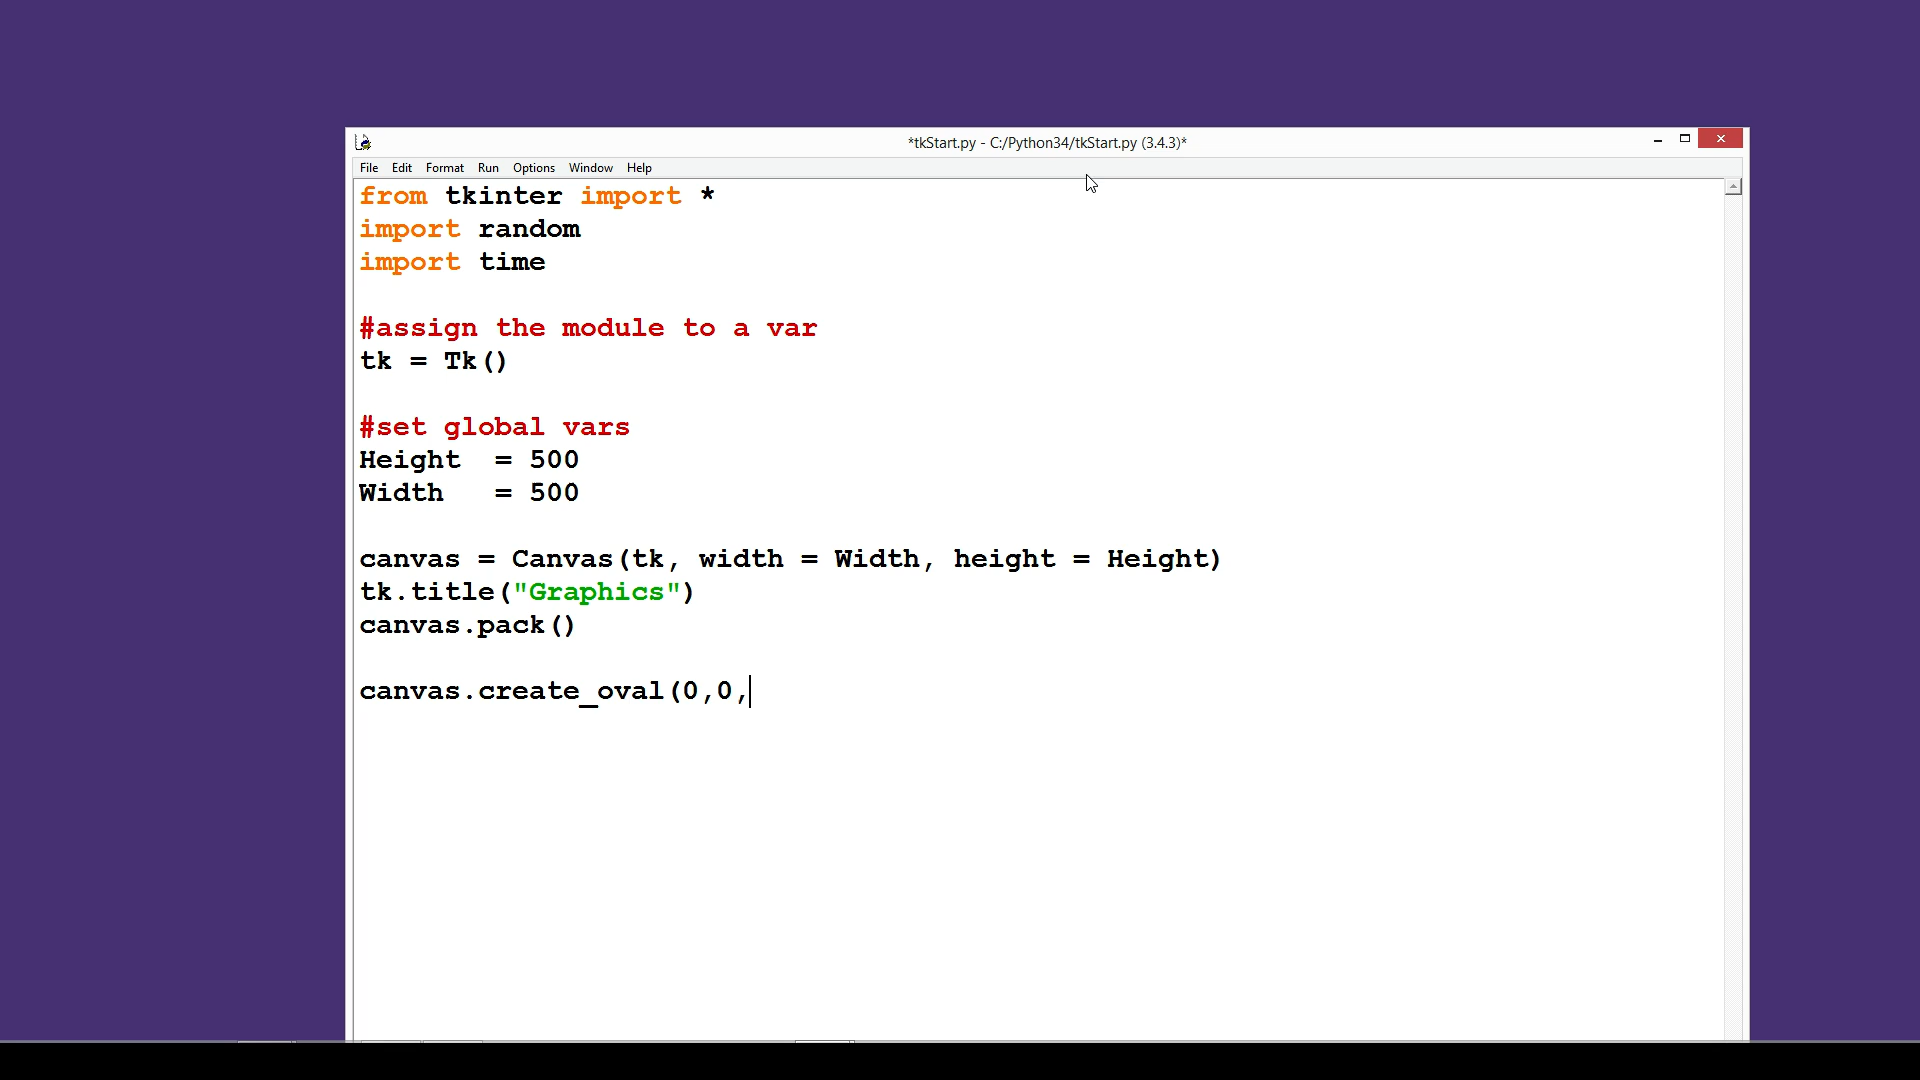 *tkStart.py - C:/Python34/tkStart.py (3.4.3)*
File Edit Format Run Options Window Help
from tkinter import *
import random
import time
#assign the module to a var
tk = Tk()
#set global vars
Height  = 500
Width   = 500
canvas = Canvas(tk, width = Width, height = Height)
tk.title("Graphics")
canvas.pack()
canvas.create_oval(0,0,